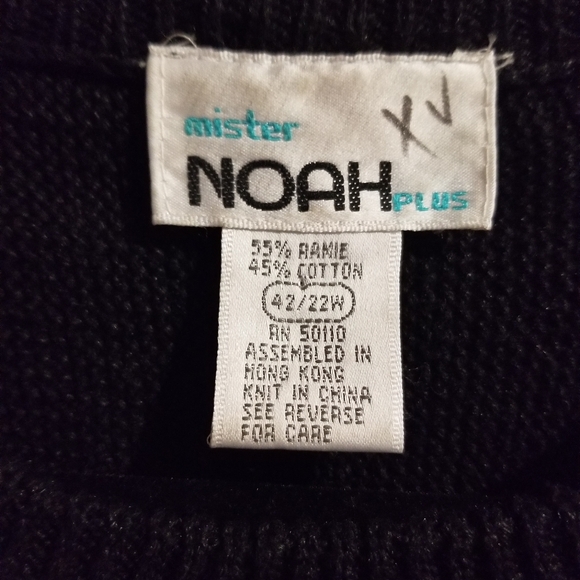 mister
NOAH PLUS
XV
55% RAMIE
45% COTTON
42/22W
RN 50110
ASSEMBLED IN
HONG KONG
KNIT IN CHINA
SEE REVERSE
FOR CARE